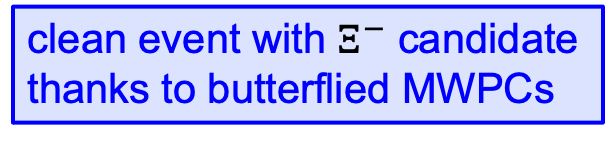 clean event with Ξ⁻ candidate
thanks to butterflied MWPCs